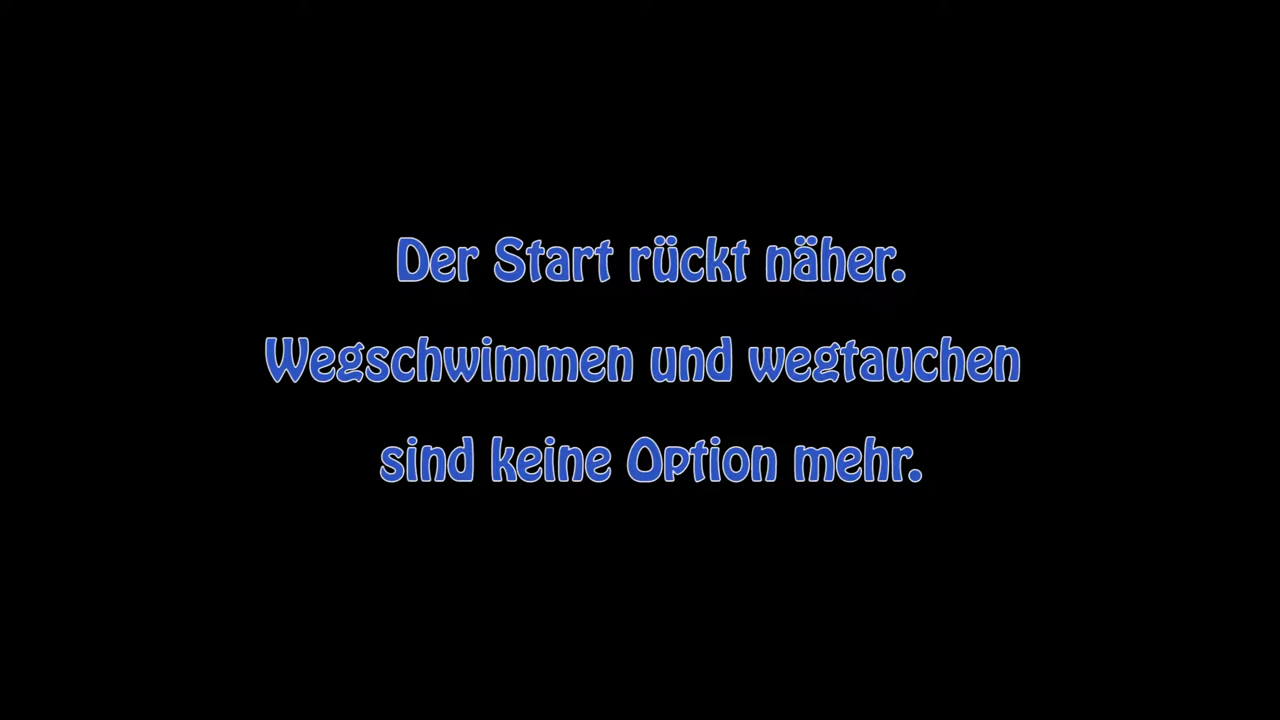 Der Start rückt näher.
Wegschwimmen und wegtauchen
sind keine Option mehr.